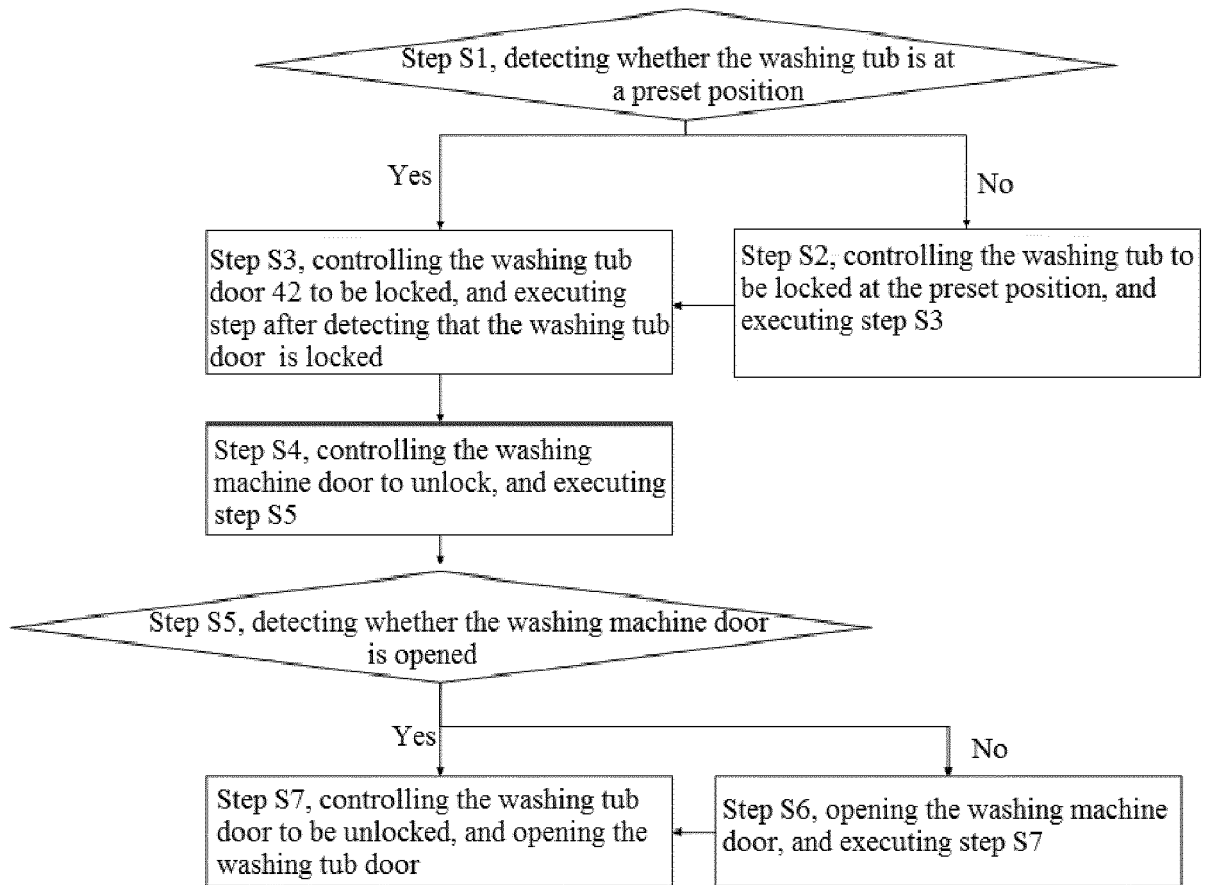 Step S1, detecting whether the washing tub is at
a preset position
Yes
No
Step S3, controlling the washing tub
door 42 to be locked, and executing
step after detecting that the washing tub
door is locked
Step S2, controlling the washing tub to
be locked at the preset position, and
executing step S3
Step S4, controlling the washing
machine door to unlock, and executing
step S5
Step S5, detecting whether the washing machine door
is opened
Yes
No
Step S7, controlling the washing tub
door to be unlocked, and opening the
washing tub door
Step S6, opening the washing machine
door, and executing step S7